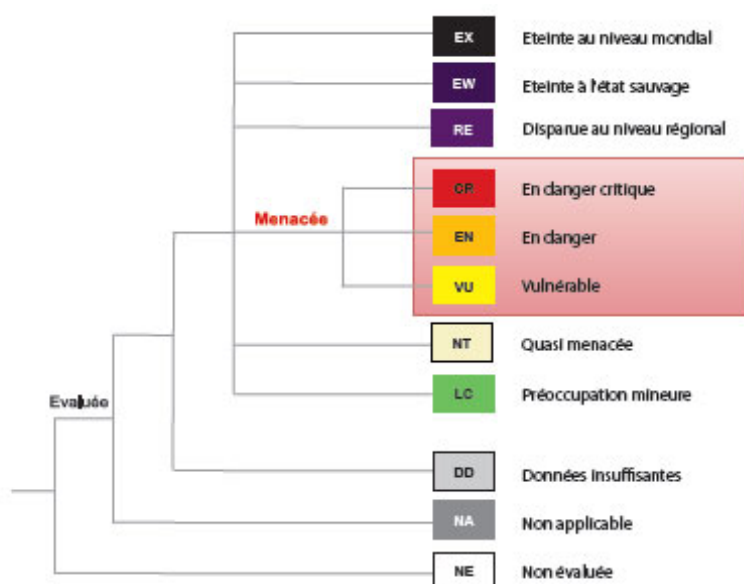 EX Eteinte au niveau mondial
EW Eteinte à l'état sauvage
RE Disparue au niveau régional
CR En danger critique
Menacée
EN En danger
VU Vulnérable
NT Quasi menacée
LC Préoccupation mineure
Evaluée
DD Données insuffisantes
NA Non applicable
NE Non évaluée